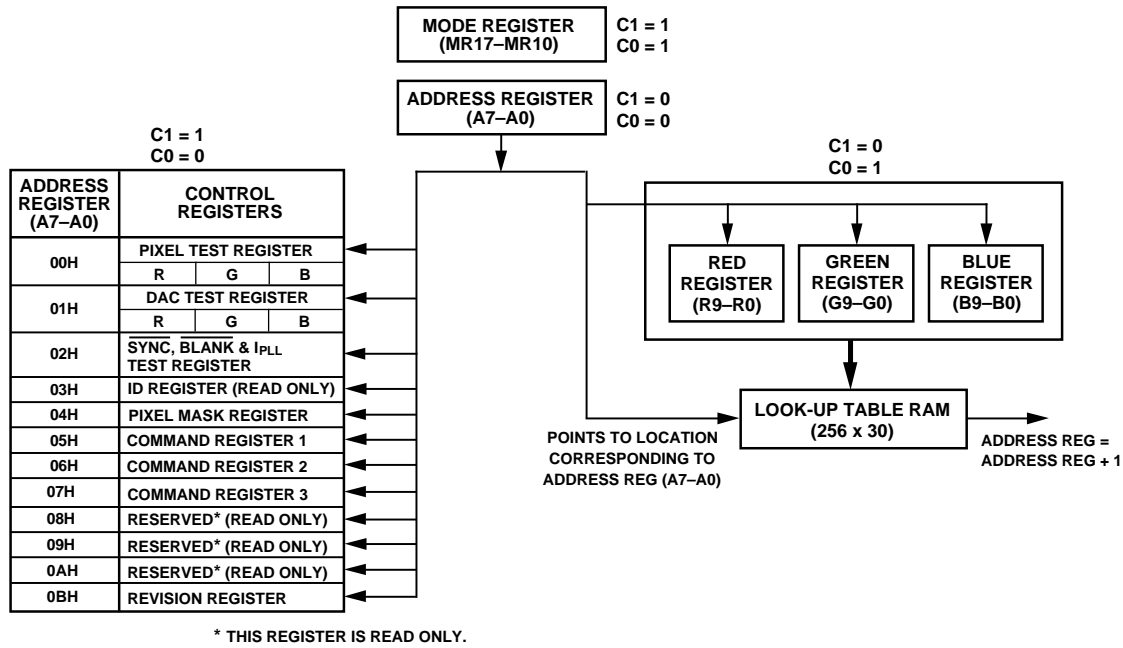 MODE REGISTER
(MR17–MR10)
C1 = 1
C0 = 1
ADDRESS REGISTER
(A7–A0)
C1 = 0
C0 = 0
C1 = 1
C0 = 0
ADDRESS
REGISTER
(A7–A0)
CONTROL
REGISTERS
00H
PIXEL TEST REGISTER
R G B
01H
DAC TEST REGISTER
R G B
02H
SYNC, BLANK & IPLL
TEST REGISTER
03H ID REGISTER (READ ONLY)
04H PIXEL MASK REGISTER
05H COMMAND REGISTER 1
06H COMMAND REGISTER 2
07H COMMAND REGISTER 3
08H RESERVED* (READ ONLY)
09H RESERVED* (READ ONLY)
0AH RESERVED* (READ ONLY)
0BH REVISION REGISTER
* THIS REGISTER IS READ ONLY.
C1 = 0
C0 = 1
RED
REGISTER
(R9–R0)
GREEN
REGISTER
(G9–G0)
BLUE
REGISTER
(B9–B0)
POINTS TO LOCATION
CORRESPONDING TO
ADDRESS REG (A7–A0)
LOOK-UP TABLE RAM
(256 x 30)
ADDRESS REG =
ADDRESS REG + 1